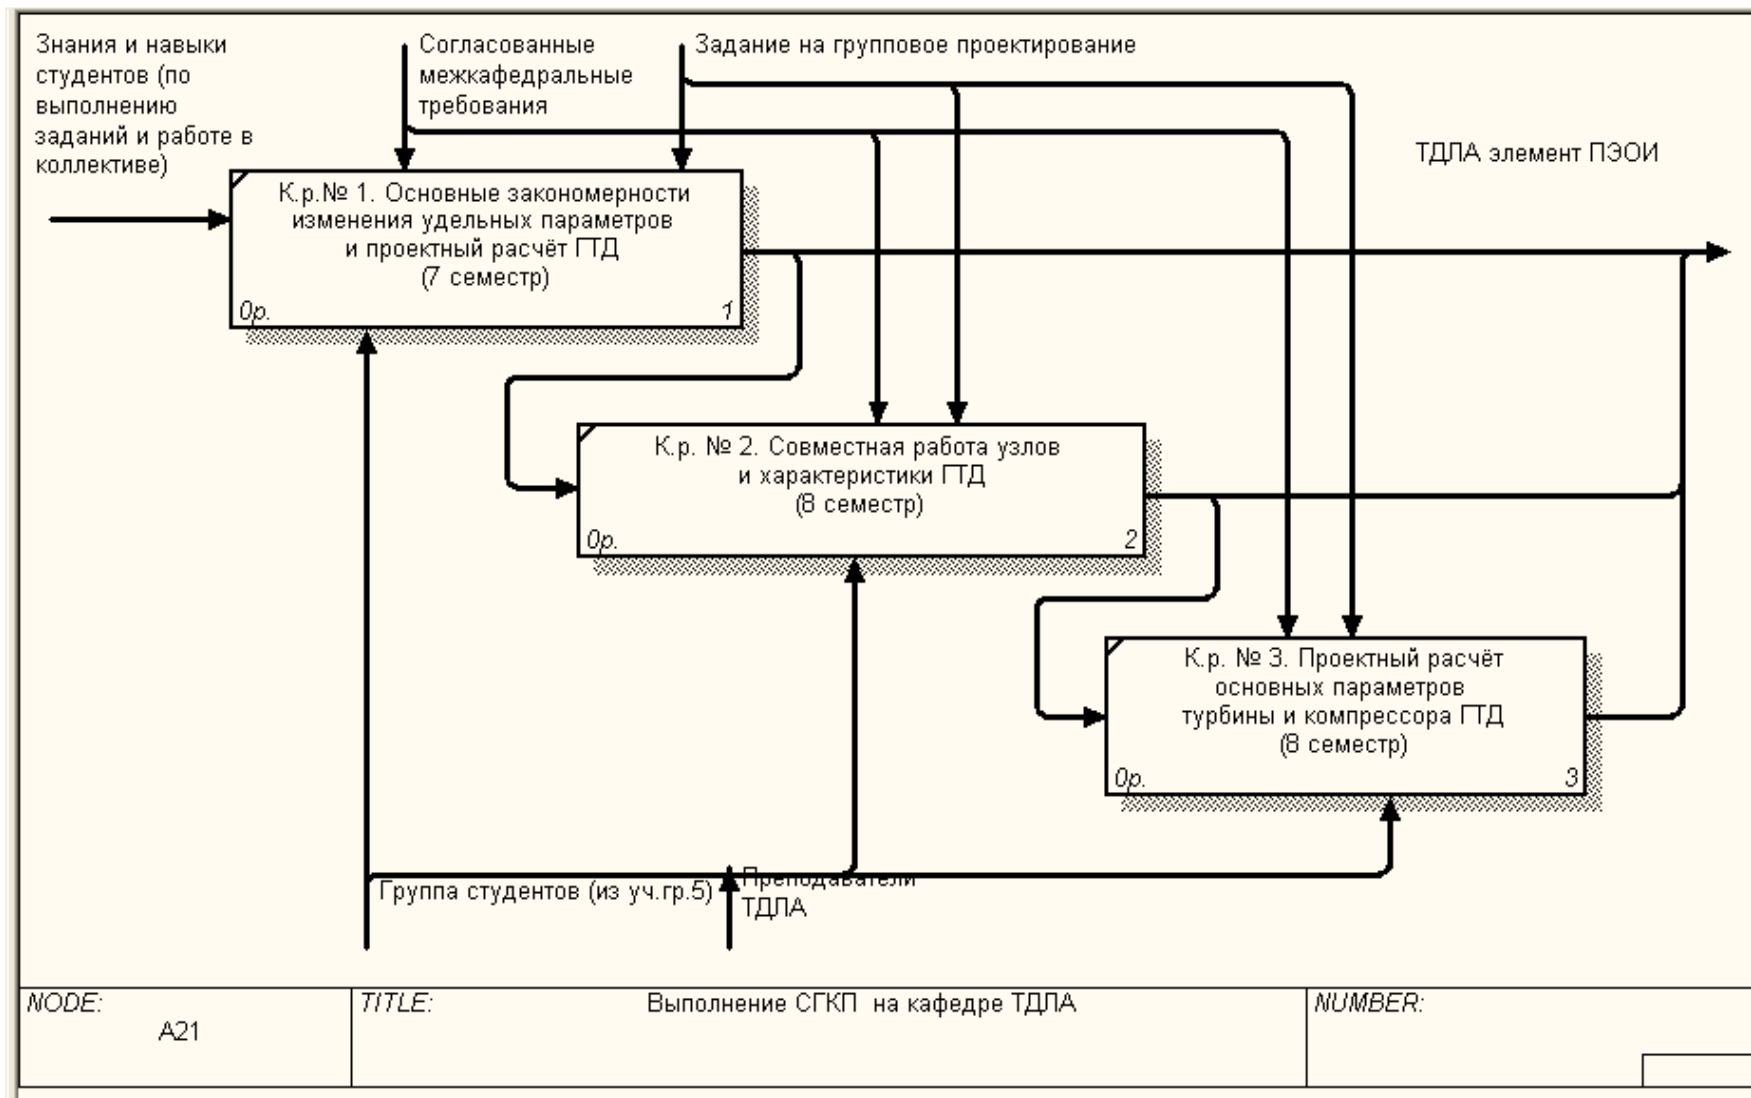 Знания и навыки
студентов (по
выполнению
заданий и работе в
коллективе)
Согласованные
межкафедральные
требования
Задание на групповое проектирование
ТДЛА элемент ПЭОИ
К.р.№ 1. Основные закономерности
изменения удельных параметров
и проектный расчёт ГТД
(7 семестр)
0р. 1
К.р. № 2. Совместная работа узлов
и характеристики ГТД
(8 семестр)
0р. 2
К.р. № 3. Проектный расчёт
основных параметров
турбины и компрессора ГТД
(8 семестр)
0р. 3
Группа студентов (из уч.гр.5)
Преподаватели
ТДЛА
NODE:
A21
TITLE: Выполнение СГКП на кафедре ТДЛА
NUMBER: